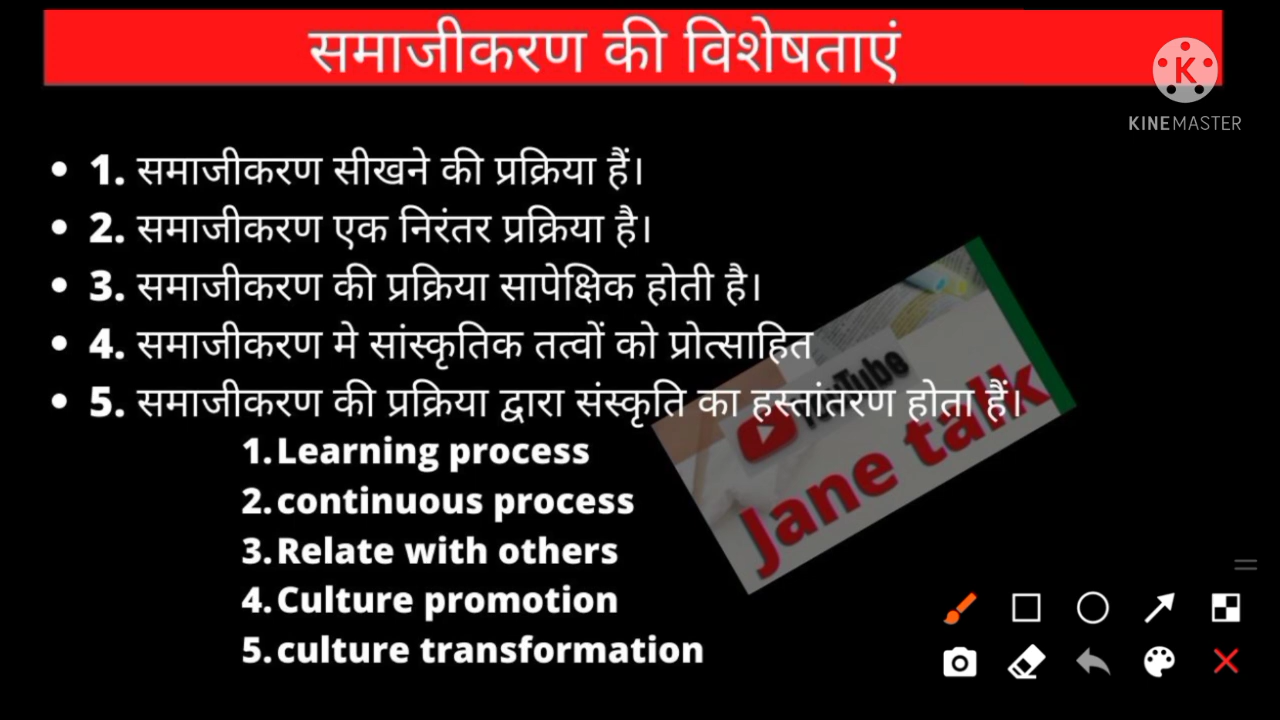 समाजीकरण की विशेषताएं
K
KINEMASTER
• 1. समाजीकरण सीखने की प्रक्रिया हैं।
• 2. समाजीकरण एक निरंतर प्रक्रिया है।
• 3. समाजीकरण की प्रक्रिया सापेक्षिक होती है।
• 4. समाजीकरण मे सांस्कृतिक तत्वों को प्रोत्साहित
• 5. समाजीकरण की प्रक्रिया द्वारा संस्कृति का हस्तांतरण होता हैं।
YouTube
Jane talk
1. Learning process
2. continuous process
3. Relate with others
4. Culture promotion
5. culture transformation